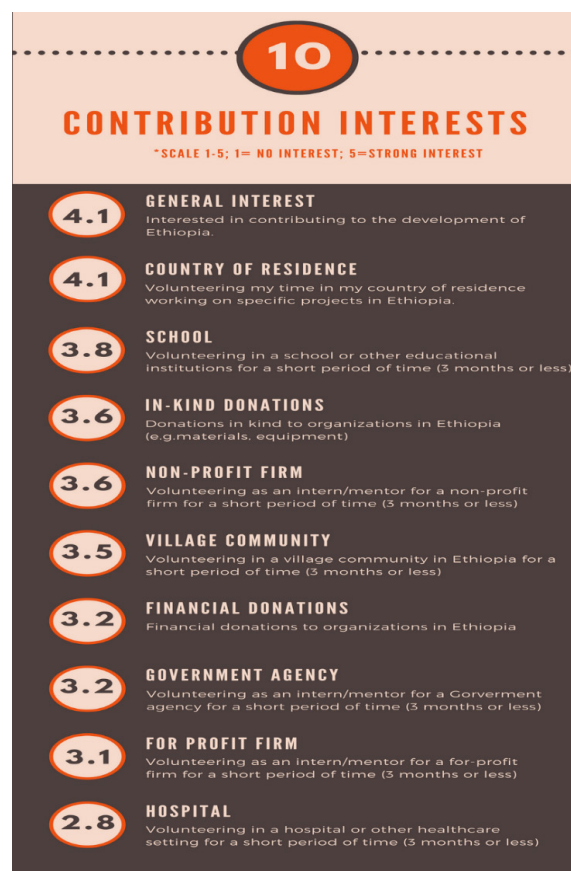 10
CONTRIBUTION INTERESTS
*SCALE 1-5; 1= NO INTEREST; 5=STRONG INTEREST
4.1
GENERAL INTEREST
Interested in contributing to the development of
Ethiopia.
4.1
COUNTRY OF RESIDENCE
Volunteering my time in my country of residence
working on specific projects in Ethiopia.
3.8
SCHOOL
Volunteering in a school or other educational
institutions for a short period of time (3 months or less)
3.6
IN-KIND DONATIONS
Donations in kind to organizations in Ethiopia
(e.g.materials, equipment)
3.6
NON-PROFIT FIRM
Volunteering as an intern/mentor for a non-profit
firm for a short period of time (3 months or less)
3.5
VILLAGE COMMUNITY
Volunteering in a village community in Ethiopia for a
short period of time (3 months or less)
3.2
FINANCIAL DONATIONS
Financial donations to organizations in Ethiopia
3.2
GOVERNMENT AGENCY
Volunteering as an intern/mentor for a Gorverment
agency for a short period of time (3 months or less)
3.1
FOR PROFIT FIRM
Volunteering as an intern/mentor for a for-profit
firm for a short period of time (3 months or less)
2.8
HOSPITAL
Volunteering in a hospital or other healthcare
setting for a short period of time (3 months or less)